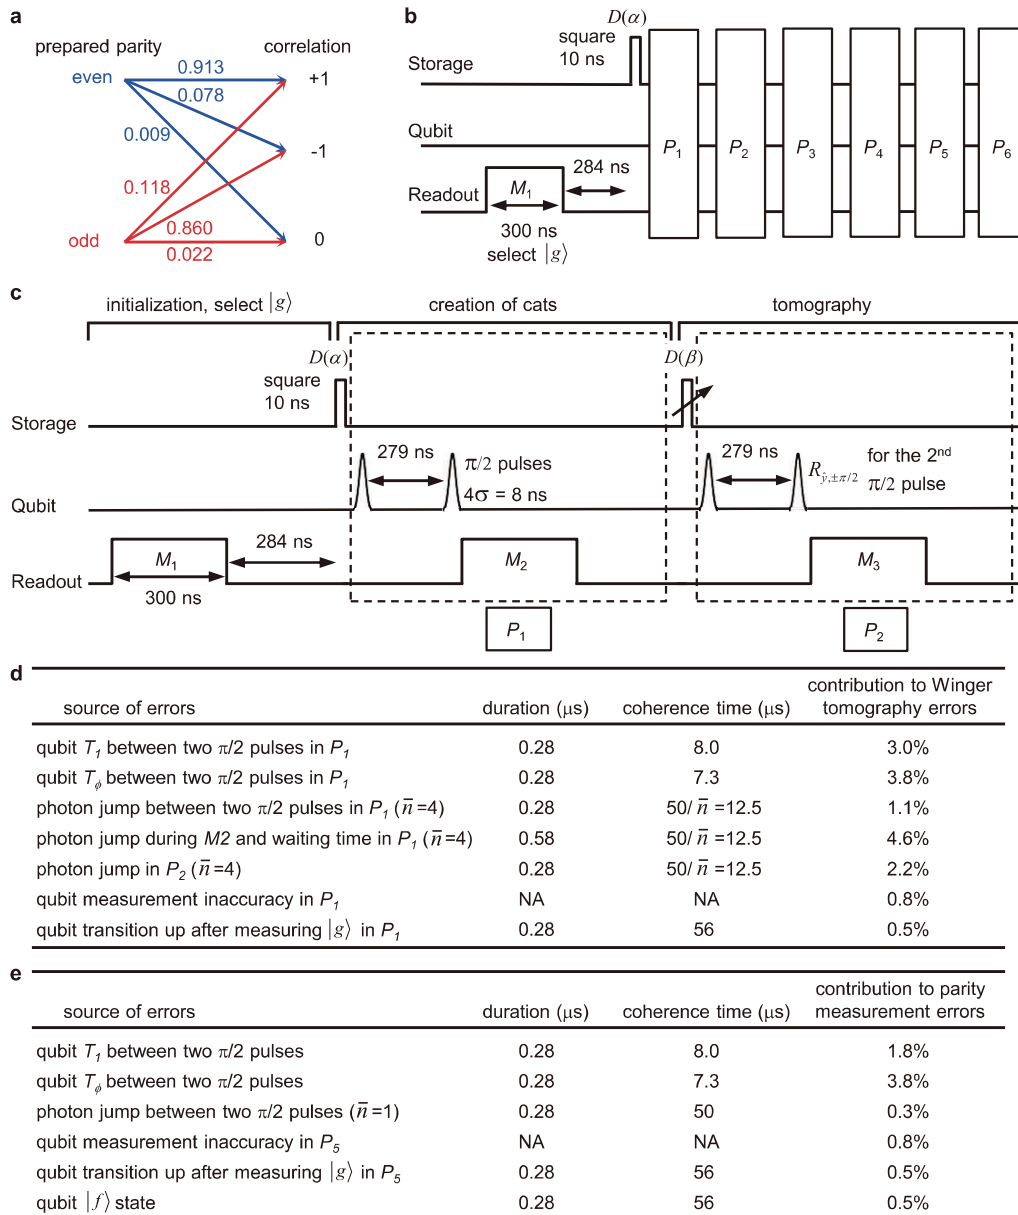 a
prepared parity
correlation
even
0.913
+1
0.078
0.009
-1
0.118
0.860
odd
0.022
0
b
D(α)
square
10 ns
Storage
Qubit
P1 P2 P3 P4 P5 P6
284 ns
Readout
M1
300 ns
select |g⟩
c
initialization, select |g⟩
creation of cats
tomography
D(α)
D(β)
square
10 ns
Storage
279 ns
π/2 pulses
4σ = 8 ns
279 ns
Rŷ,±π/2
for the 2nd
π/2 pulse
Qubit
284 ns
M1
M2
M3
Readout
300 ns
P1
P2
d
contribution to Winger
source of errors duration (μs) coherence time (μs) tomography errors
qubit T1 between two π/2 pulses in P1 0.28 8.0 3.0%
qubit Tϕ between two π/2 pulses in P1 0.28 7.3 3.8%
photon jump between two π/2 pulses in P1 (n̄=4) 0.28 50/ n̄ =12.5 1.1%
photon jump during M2 and waiting time in P1 (n̄=4) 0.58 50/ n̄ =12.5 4.6%
photon jump in P2 (n̄=4) 0.28 50/ n̄ =12.5 2.2%
qubit measurement inaccuracy in P1 NA NA 0.8%
qubit transition up after measuring |g⟩ in P1 0.28 56 0.5%
e
contribution to parity
source of errors duration (μs) coherence time (μs) measurement errors
qubit T1 between two π/2 pulses 0.28 8.0 1.8%
qubit Tϕ between two π/2 pulses 0.28 7.3 3.8%
photon jump between two π/2 pulses (n̄=1) 0.28 50 0.3%
qubit measurement inaccuracy in P5 NA NA 0.8%
qubit transition up after measuring |g⟩ in P5 0.28 56 0.5%
qubit |f⟩ state 0.28 56 0.5%